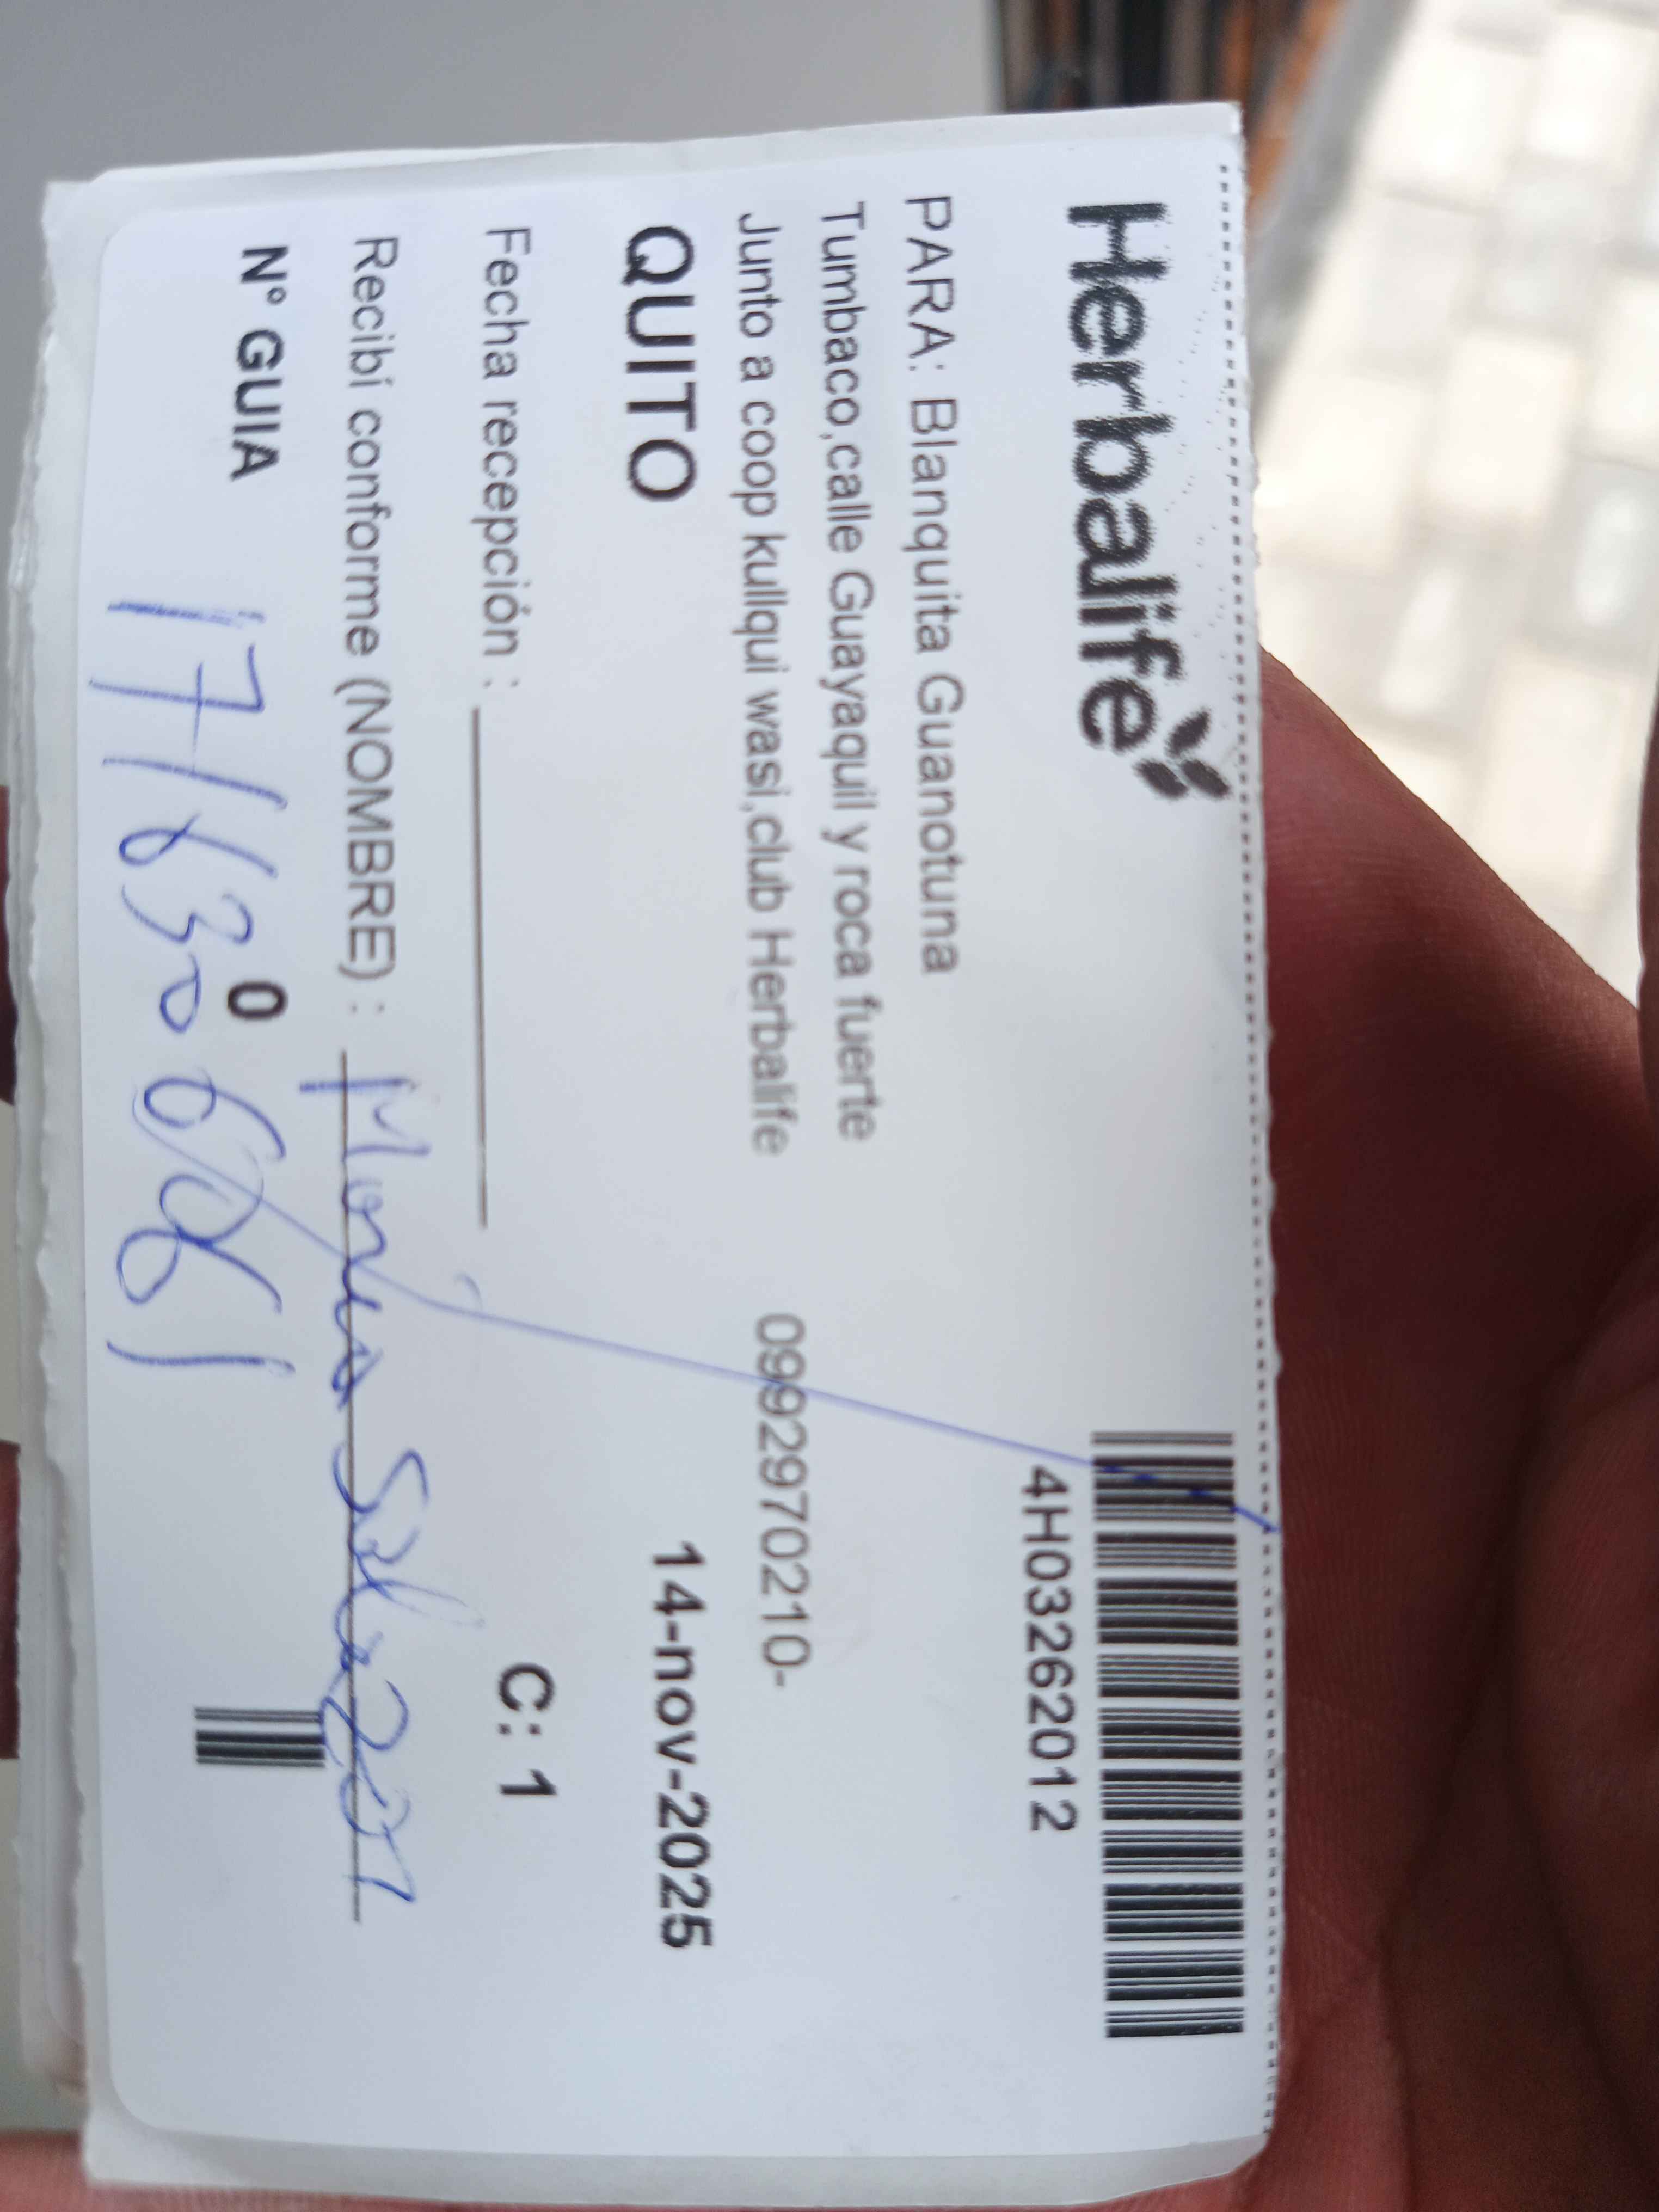 Herbalife
4H03262012
PARA: Blanquita Guanotuna
Tumbaco,calle Guayaquil y roca fuerte
Junto a coop kullqui wasi,club Herbalife 0992970210-
QUITO 14-nov-2025
Fecha recepción : C: 1
Recibí conforme (NOMBRE) : Salazar
N° GUIA 0